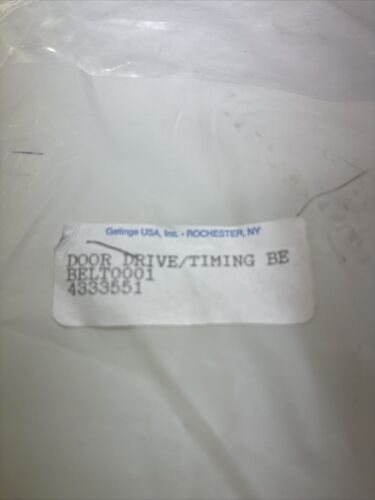 Getinge USA, Inc. - ROCHESTER, NY
DOOR DRIVE/TIMING BE
BELT0001
4333551